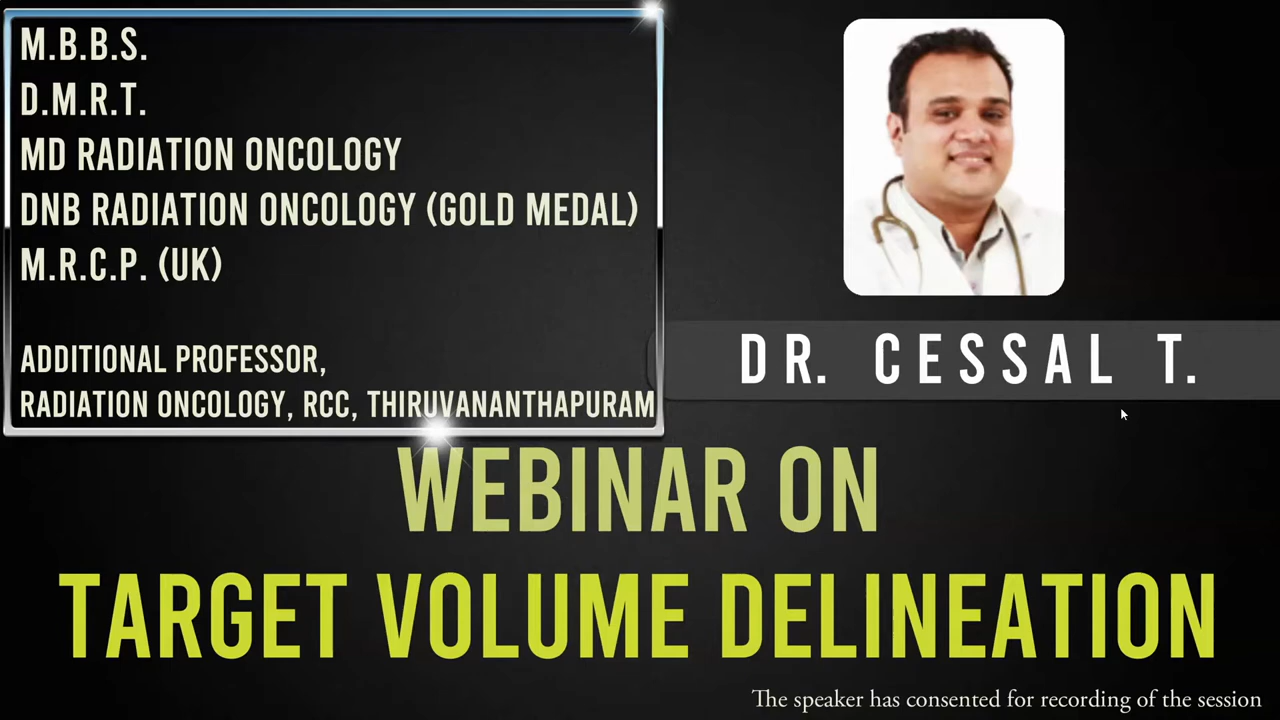 M.B.B.S.
D.M.R.T.
MD RADIATION ONCOLOGY
DNB RADIATION ONCOLOGY (GOLD MEDAL)
M.R.C.P. (UK)
ADDITIONAL PROFESSOR,
RADIATION ONCOLOGY, RCC, THIRUVANANTHAPURAM
DR. CESSAL T.
WEBINAR ON
TARGET VOLUME DELINEATION
The speaker has consented for recording of the session